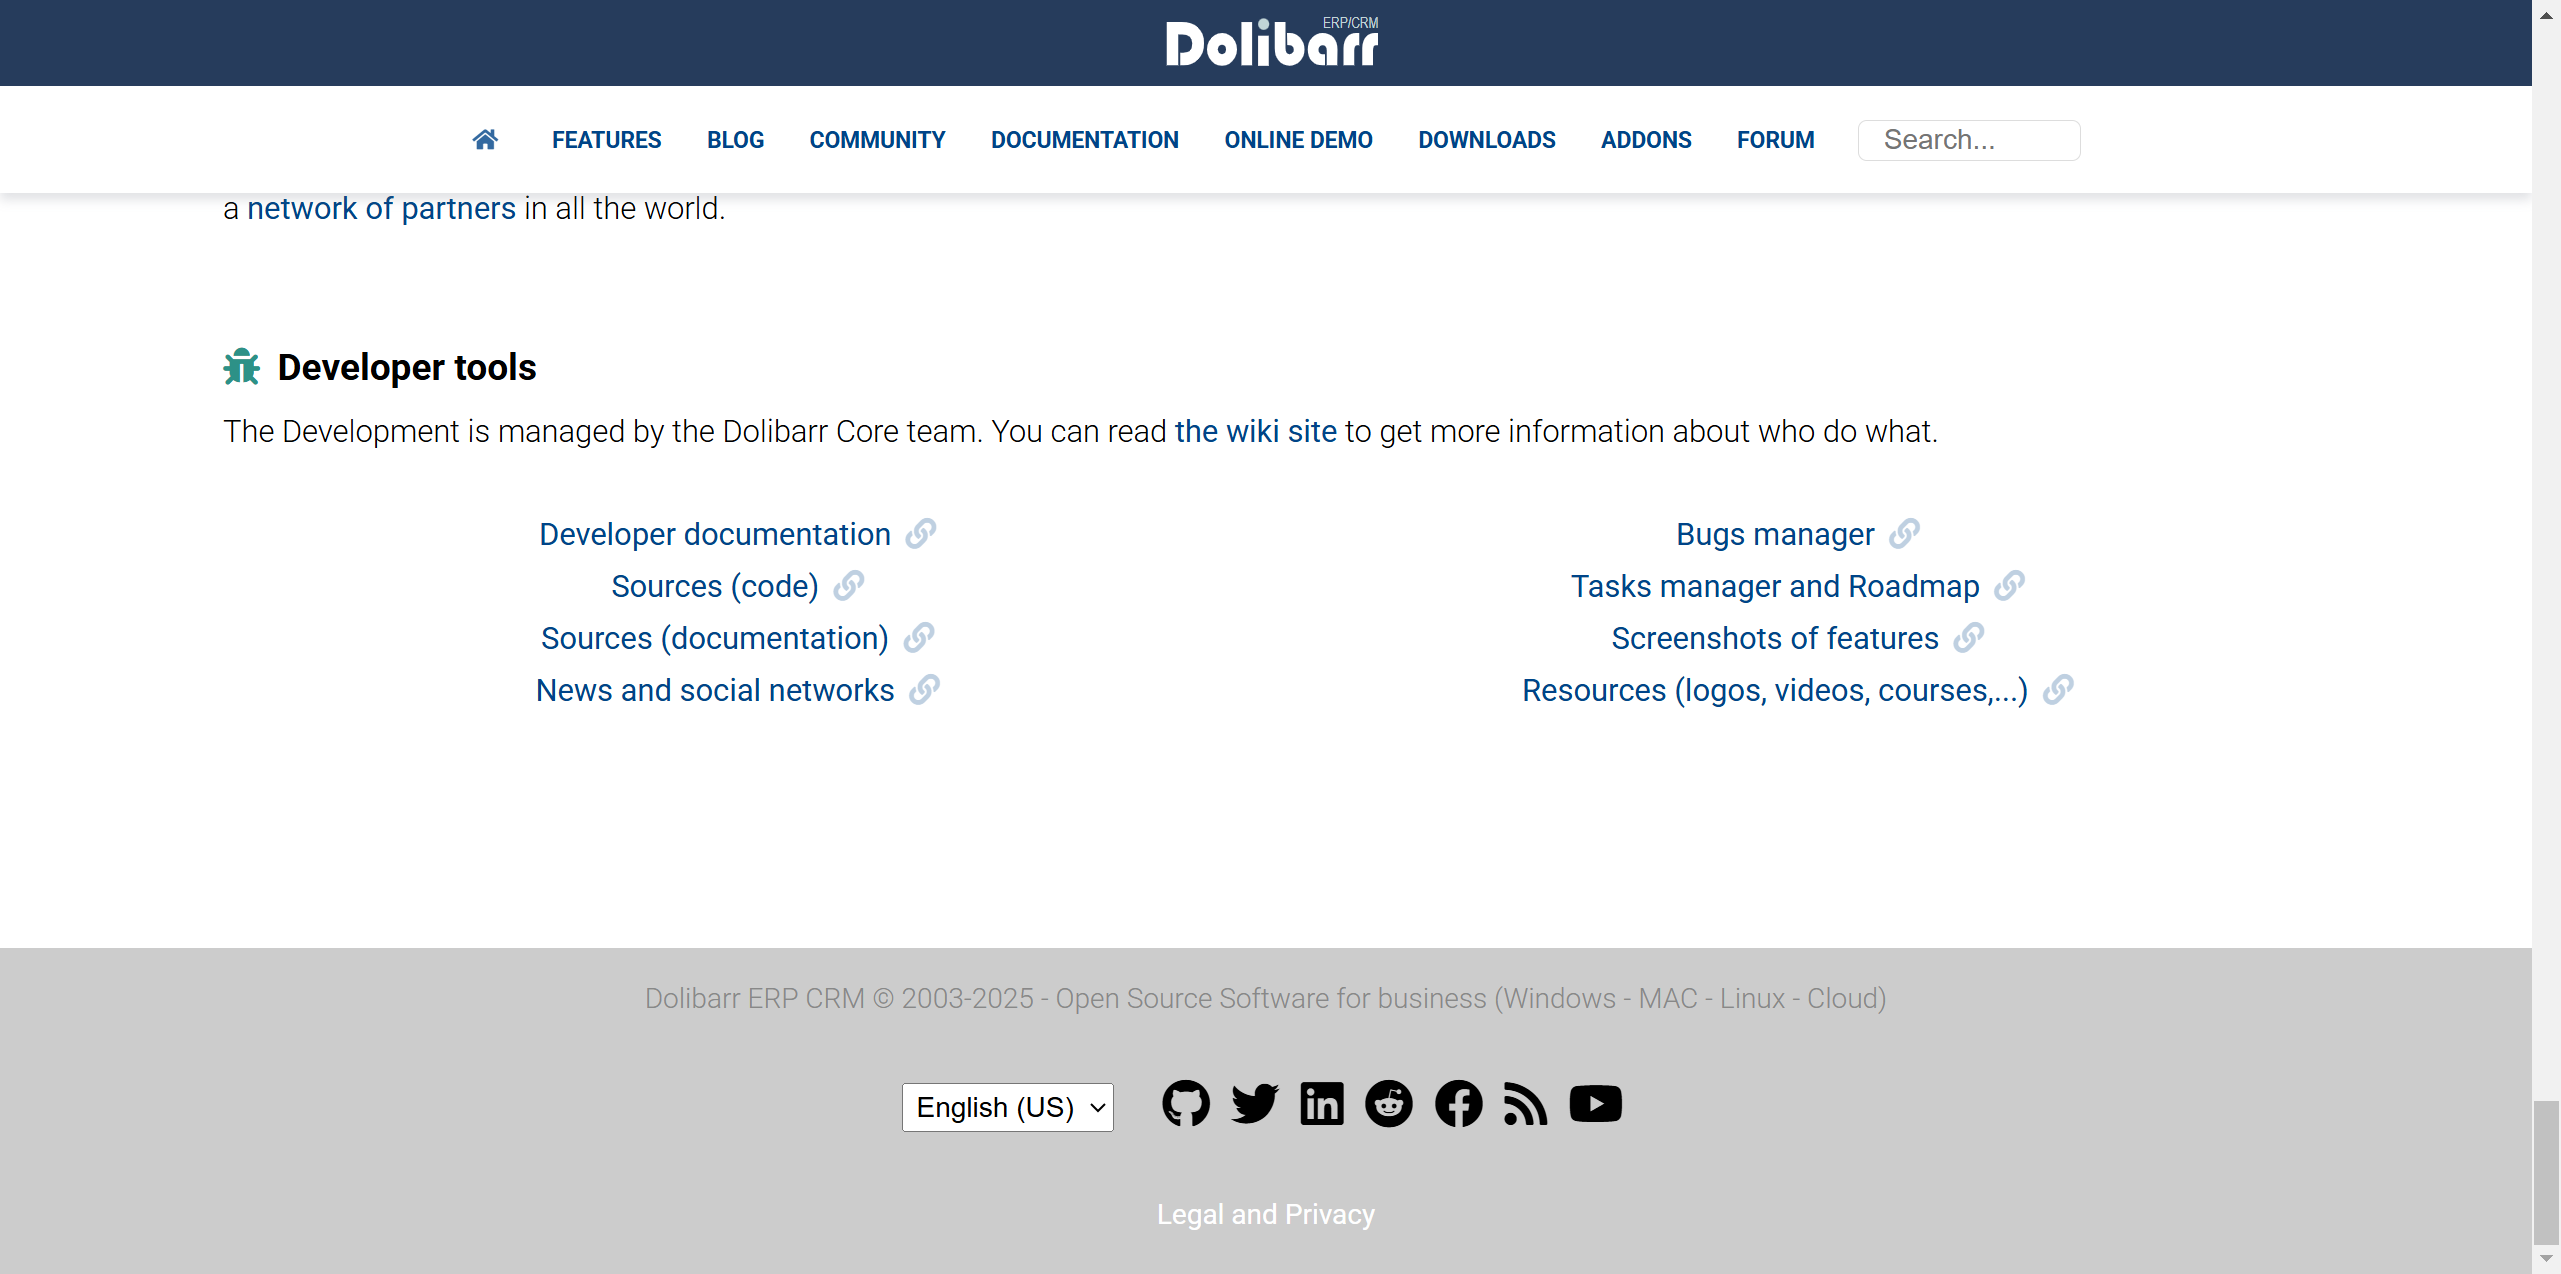 ERP/CRM
Dolibarr
FEATURES BLOG COMMUNITY DOCUMENTATION ONLINE DEMO DOWNLOADS ADDONS FORUM Search...
a network of partners in all the world.
Developer tools
The Development is managed by the Dolibarr Core team. You can read the wiki site to get more information about who do what.
Developer documentation
Sources (code)
Sources (documentation)
News and social networks
Bugs manager
Tasks manager and Roadmap
Screenshots of features
Resources (logos, videos, courses,...)
Dolibarr ERP CRM © 2003-2025 - Open Source Software for business (Windows - MAC - Linux - Cloud)
English (US)
Legal and Privacy